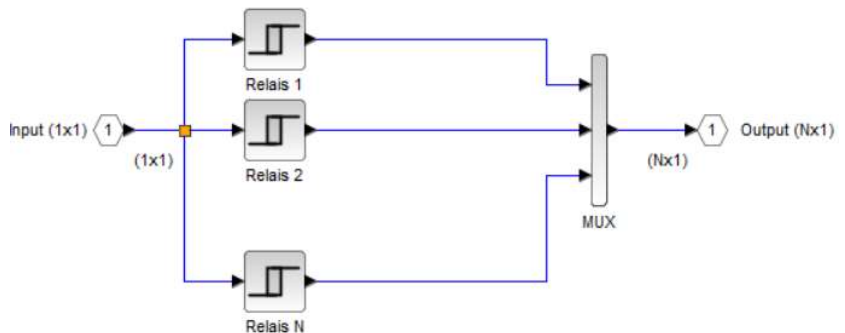 Relais 1
Input (1x1)
1
(1x1)
Relais 2
1
Output (Nx1)
(Nx1)
MUX
Relais N